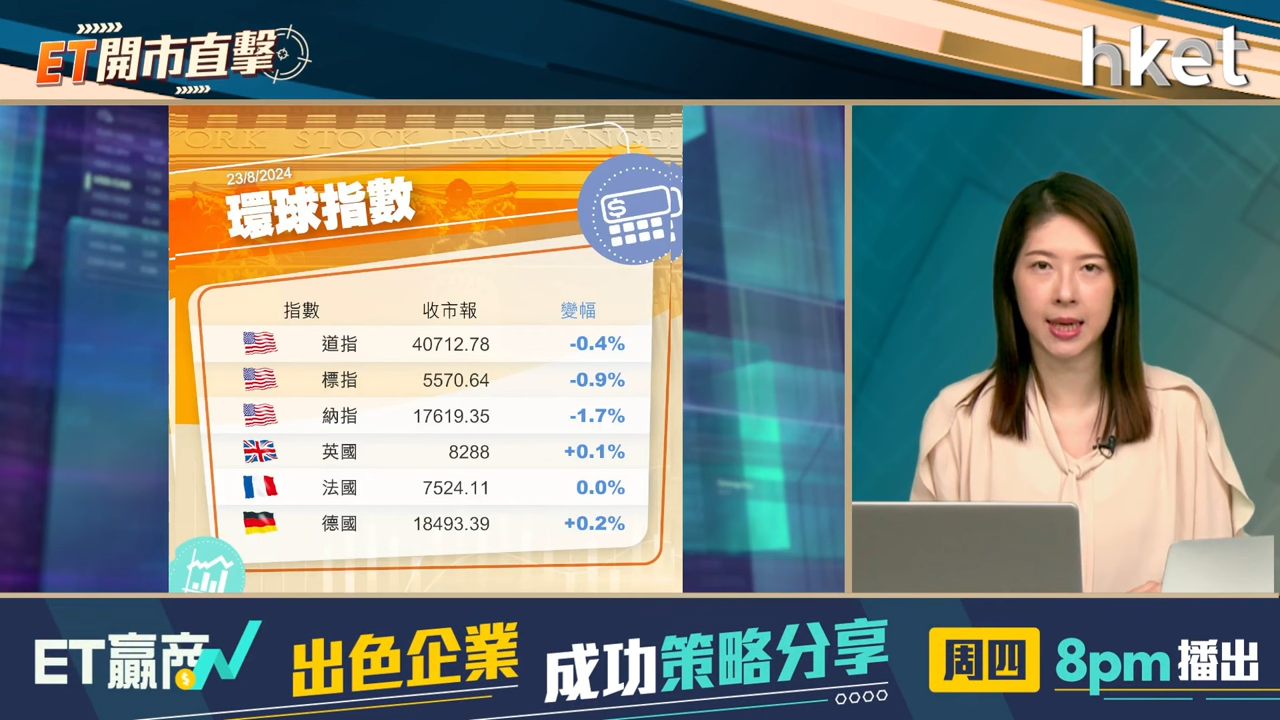 ET開市直擊
hket
YORK STOCK EXCHANGE
23/8/2024
環球指數
$
指數 收市報 變幅
道指 40712.78 -0.4%
標指 5570.64 -0.9%
納指 17619.35 -1.7%
英國 8288 +0.1%
法國 7524.11 0.0%
德國 18493.39 +0.2%
ET贏商 $
出色企業 成功策略分享
周四 8pm播出